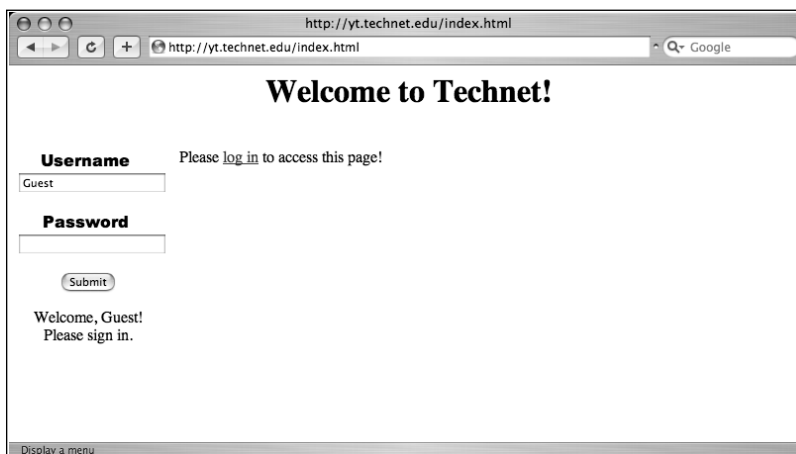 http://yt.technet.edu/index.html
http://yt.technet.edu/index.html
Google
Welcome to Technet!
Username
Please log in to access this page!
Guest
Password
Submit
Welcome, Guest!
Please sign in.
Display a menu